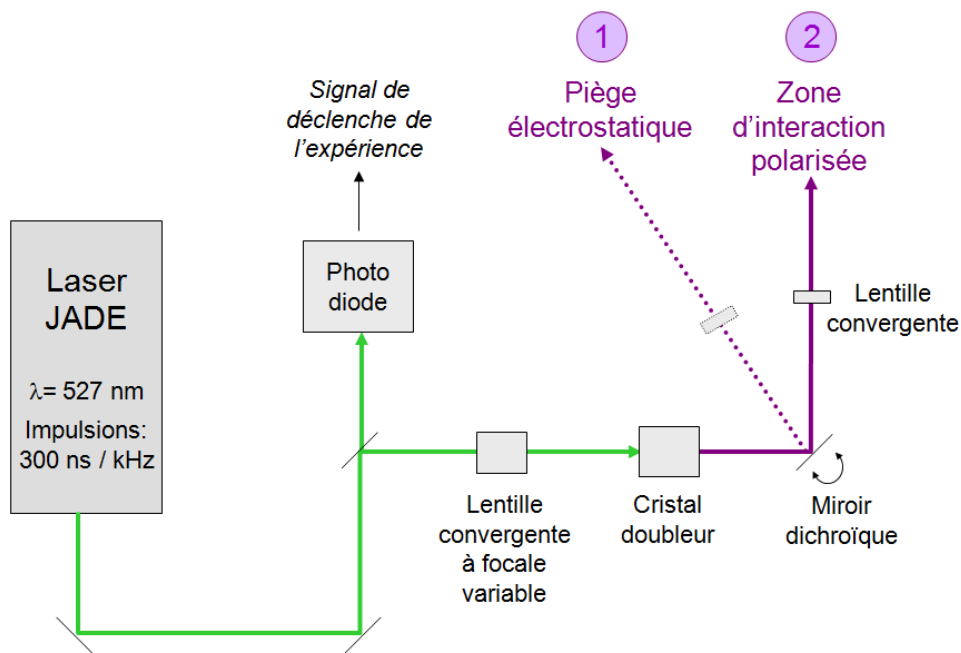 1
Piège
électrostatique
2
Zone
d'interaction
polarisée
Signal de
déclenche de
l'expérience
Photo
diode
Laser
JADE
λ= 527 nm
Impulsions:
300 ns / kHz
Lentille
convergente
Lentille
convergente
à focale
variable
Cristal
doubleur
Miroir
dichroïque